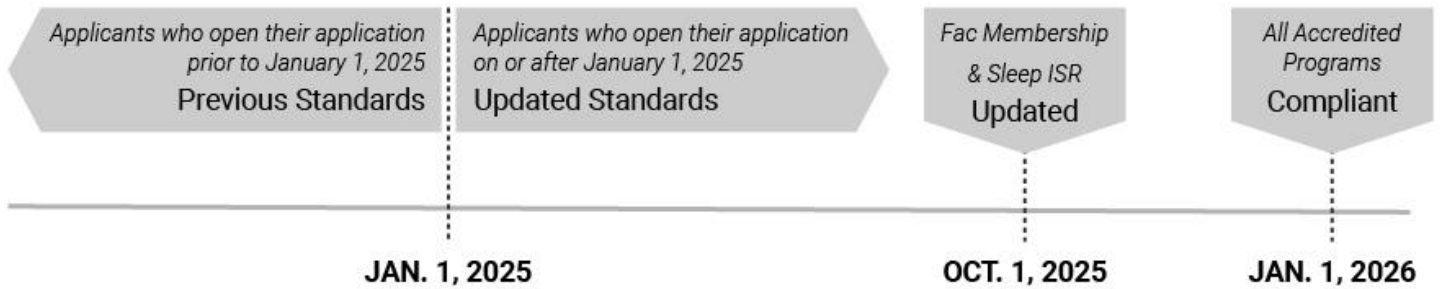 Applicants who open their application
prior to January 1, 2025
Previous Standards
Applicants who open their application
on or after January 1, 2025
Updated Standards
Fac Membership
& Sleep ISR
Updated
All Accredited
Programs
Compliant
JAN. 1, 2025
OCT. 1, 2025
JAN. 1, 2026